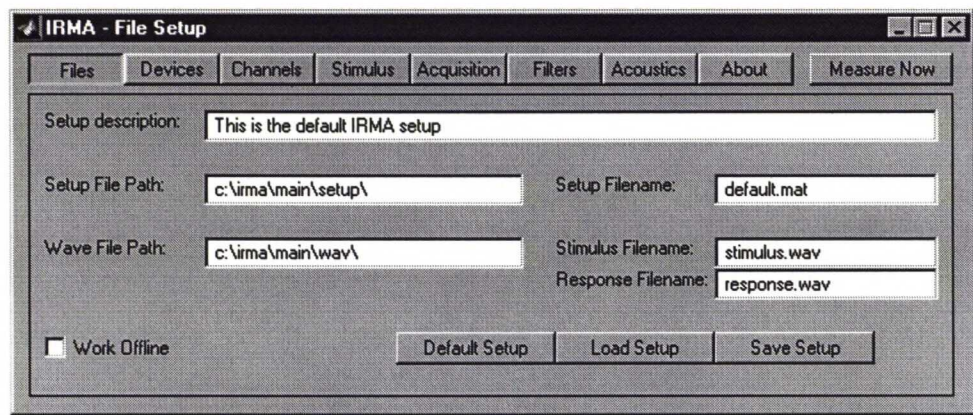 IRMA - File Setup
Files Devices Channels Stimulus Acquisition Filters Acoustics About Measure Now
Setup description: This is the default IRMA setup
Setup File Path: c:\irma\main\setup\ Setup Filename: default.mat
Wave File Path: c:\irma\main\wav\ Stimulus Filename: stimulus.wav
Response Filename: response.wav
Work Offline Default Setup Load Setup Save Setup